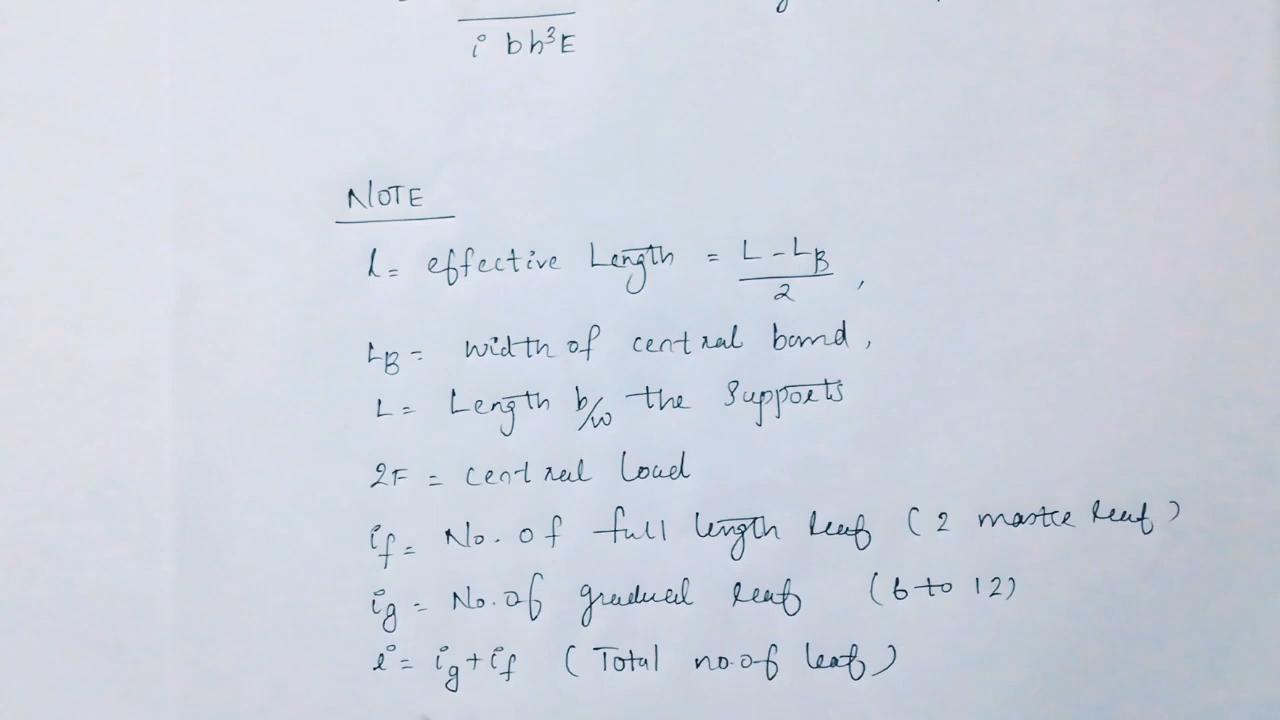 i bh³E
NOTE
l = effective Length = (L - L_B)/2 ,
L_B = width of central band ,
L = Length b/w the supports
2F = central Load
i_f = No. of full length leaf ( 2 master leaf )
i_g = No. of gradued leaf (6 to 12)
i = i_g + i_f ( Total no. of leaf )